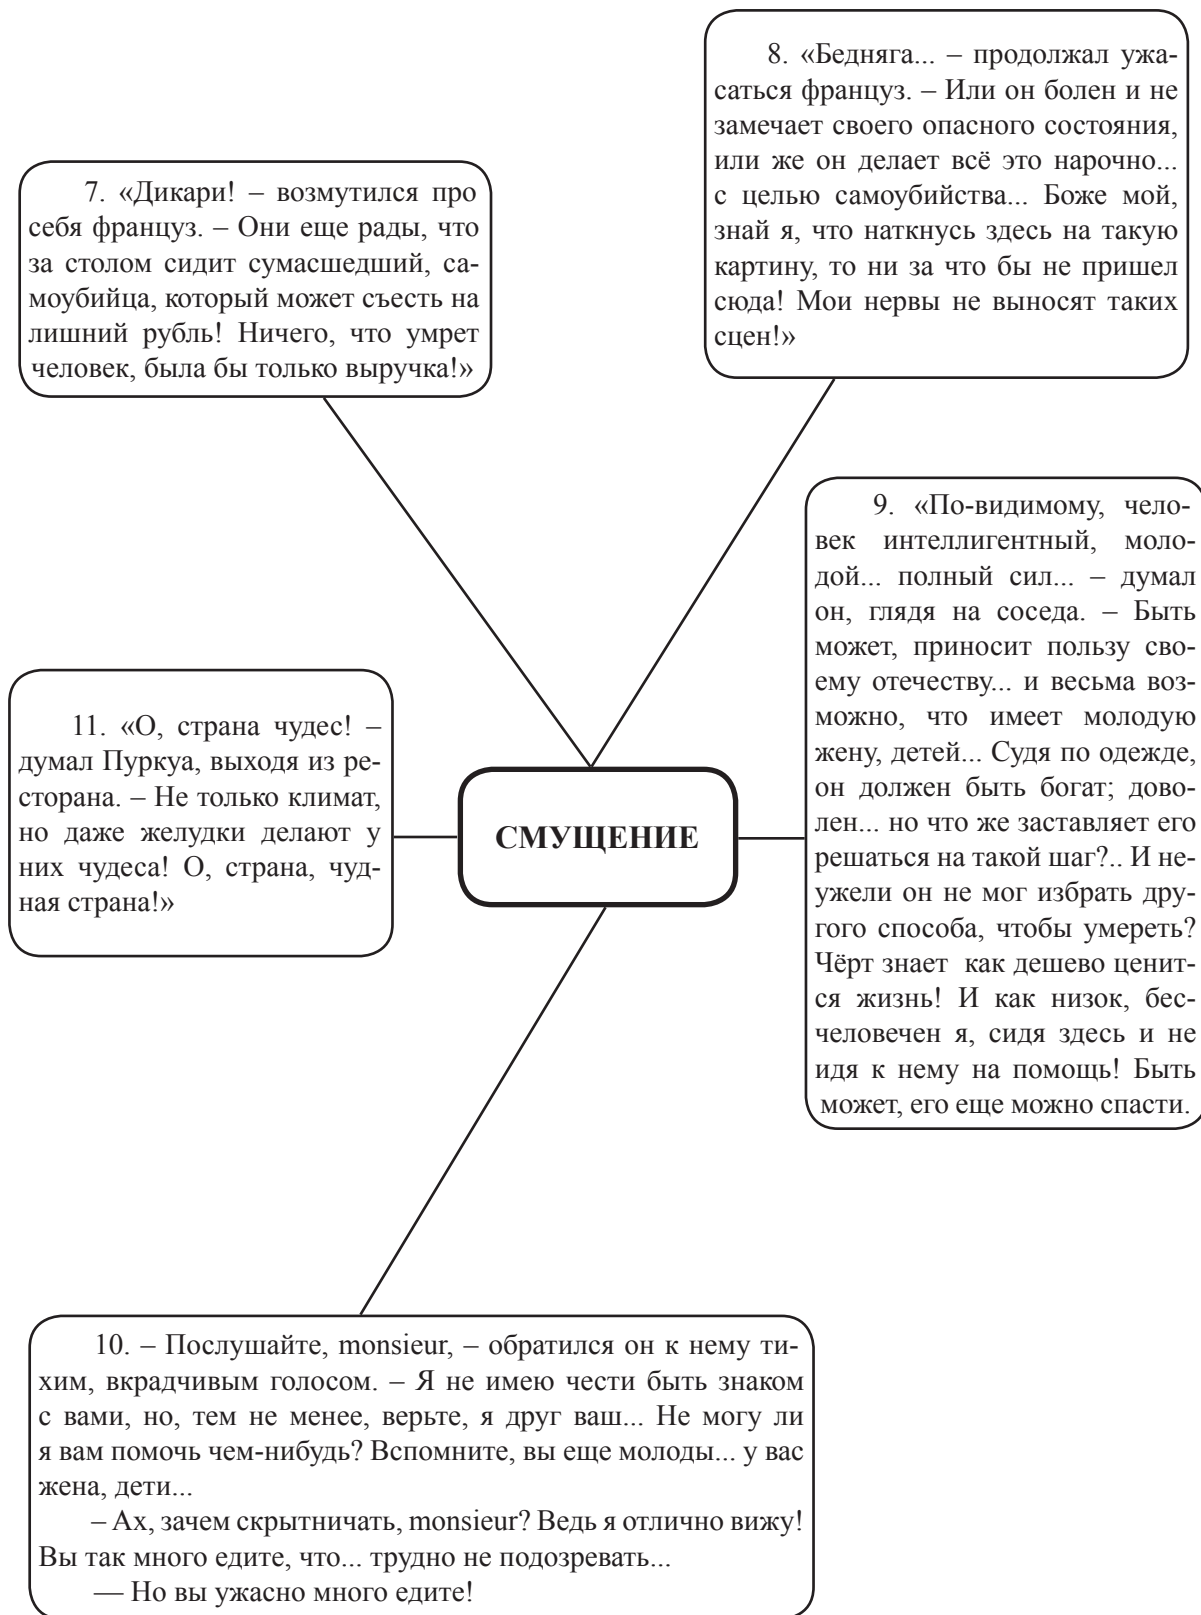 8. «Бедняга... – продолжал ужа-
саться француз. – Или он болен и не
замечает своего опасного состояния,
или же он делает всё это нарочно...
с целью самоубийства... Боже мой,
знай я, что наткнусь здесь на такую
картину, то ни за что бы не пришел
сюда! Мои нервы не выносят таких
сцен!»
7. «Дикари! – возмутился про
себя француз. – Они еще рады, что
за столом сидит сумасшедший, са-
моубийца, который может съесть на
лишний рубль! Ничего, что умрет
человек, была бы только выручка!»
9. «По-видимому, чело-
век интеллигентный, моло-
дой... полный сил... – думал
он, глядя на соседа. – Быть
может, приносит пользу сво-
ему отечеству... и весьма воз-
можно, что имеет молодую
жену, детей... Судя по одежде,
он должен быть богат; дово-
лен... но что же заставляет его
решаться на такой шаг?.. И не-
ужели он не мог избрать дру-
гого способа, чтобы умереть?
Чёрт знает как дешево ценит-
ся жизнь! И как низок, бес-
человечен я, сидя здесь и не
идя к нему на помощь! Быть
может, его еще можно спасти.
11. «О, страна чудес! –
думал Пуркуа, выходя из ре-
сторана. – Не только климат,
но даже желудки делают у
них чудеса! О, страна, чуд-
ная страна!»
СМУЩЕНИЕ
10. – Послушайте, monsieur, – обратился он к нему ти-
хим, вкрадчивым голосом. – Я не имею чести быть знаком
с вами, но, тем не менее, верьте, я друг ваш... Не могу ли
я вам помочь чем-нибудь? Вспомните, вы еще молоды... у вас
жена, дети...
– Ах, зачем скрытничать, monsieur? Ведь я отлично вижу!
Вы так много едите, что... трудно не подозревать...
— Но вы ужасно много едите!